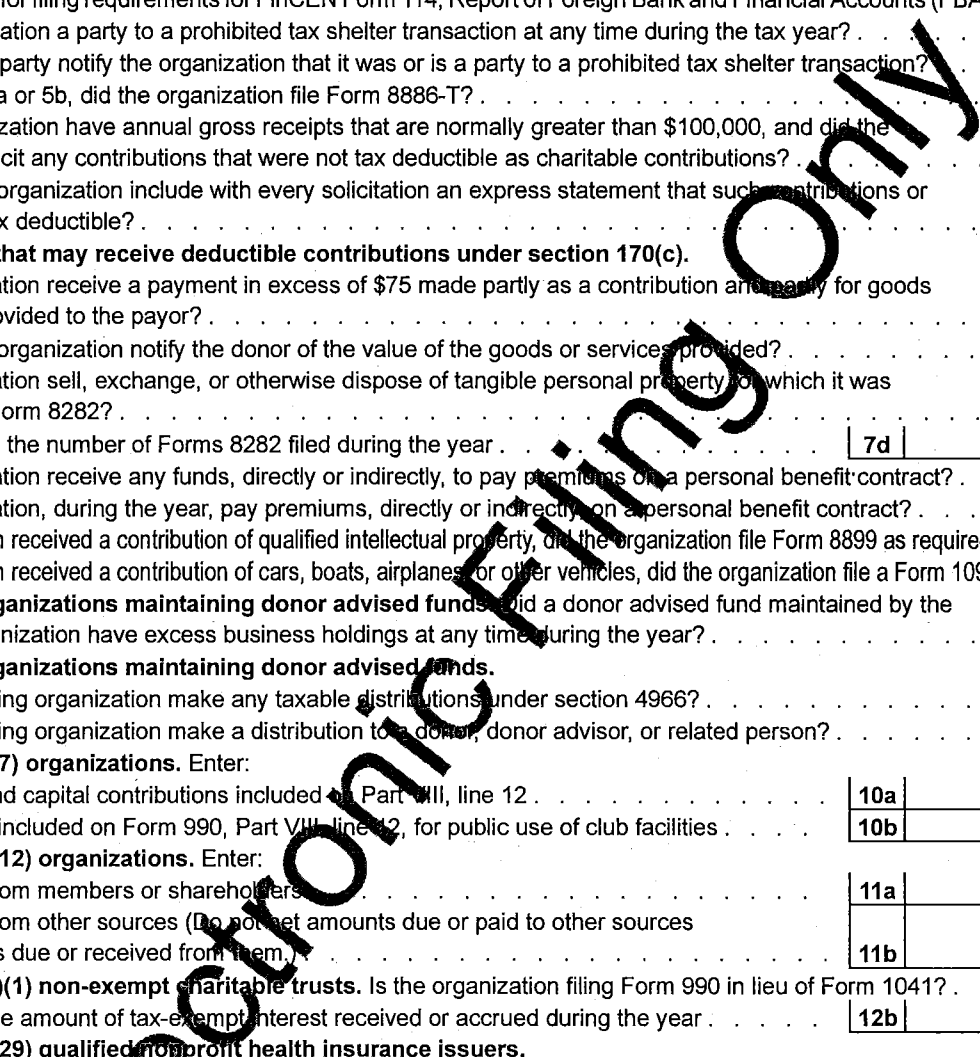 for filing requirements for FinCEN Form 114, Report of Foreign Bank and Financial Accounts (FBA
ation a party to a prohibited tax shelter transaction at any time during the tax year? . . . .
party notify the organization that it was or is a party to a prohibited tax shelter transaction?
a or 5b, did the organization file Form 8886-T? . . . . . . . . . . . . . . . .
zation have annual gross receipts that are normally greater than $100,000, and did the
cit any contributions that were not tax deductible as charitable contributions? . . . . . .
organization include with every solicitation an express statement that such contributions or
x deductible? . . . . . . . . . . . . . . . . . . . . . . . . .
that may receive deductible contributions under section 170(c).
tion receive a payment in excess of $75 made partly as a contribution and partly for goods
ovided to the payor? . . . . . . . . . . . . . . . . . . . . . . .
organization notify the donor of the value of the goods or services provided? . . . . . .
tion sell, exchange, or otherwise dispose of tangible personal property for which it was
orm 8282? . . . . . . . . . . . . . . . . . . . . . . . . . .
the number of Forms 8282 filed during the year . . . . . . . . . . . . . 7d
tion receive any funds, directly or indirectly, to pay premiums on a personal benefit contract? .
tion, during the year, pay premiums, directly or indirectly, on a personal benefit contract? . . .
n received a contribution of qualified intellectual property, did the organization file Form 8899 as require
n received a contribution of cars, boats, airplanes, or other vehicles, did the organization file a Form 109
ganizations maintaining donor advised funds. Did a donor advised fund maintained by the
nization have excess business holdings at any time during the year? . . . . . . . . .
ganizations maintaining donor advised funds.
ing organization make any taxable distributions under section 4966? . . . . . . . . .
ing organization make a distribution to a donor, donor advisor, or related person? . . . . .
7) organizations. Enter:
nd capital contributions included on Part VIII, line 12 . . . . . . . . . . . 10a
included on Form 990, Part VIII, line 12, for public use of club facilities . . . . 10b
12) organizations. Enter:
om members or shareholders . . . . . . . . . . . . . . . . . 11a
om other sources (Do not net amounts due or paid to other sources
s due or received from them.) . . . . . . . . . . . . . . . . . 11b
)(1) non-exempt charitable trusts. Is the organization filing Form 990 in lieu of Form 1041? .
e amount of tax-exempt interest received or accrued during the year . . . . 12b
29) qualified nonprofit health insurance issuers.
ectronic Filing Only